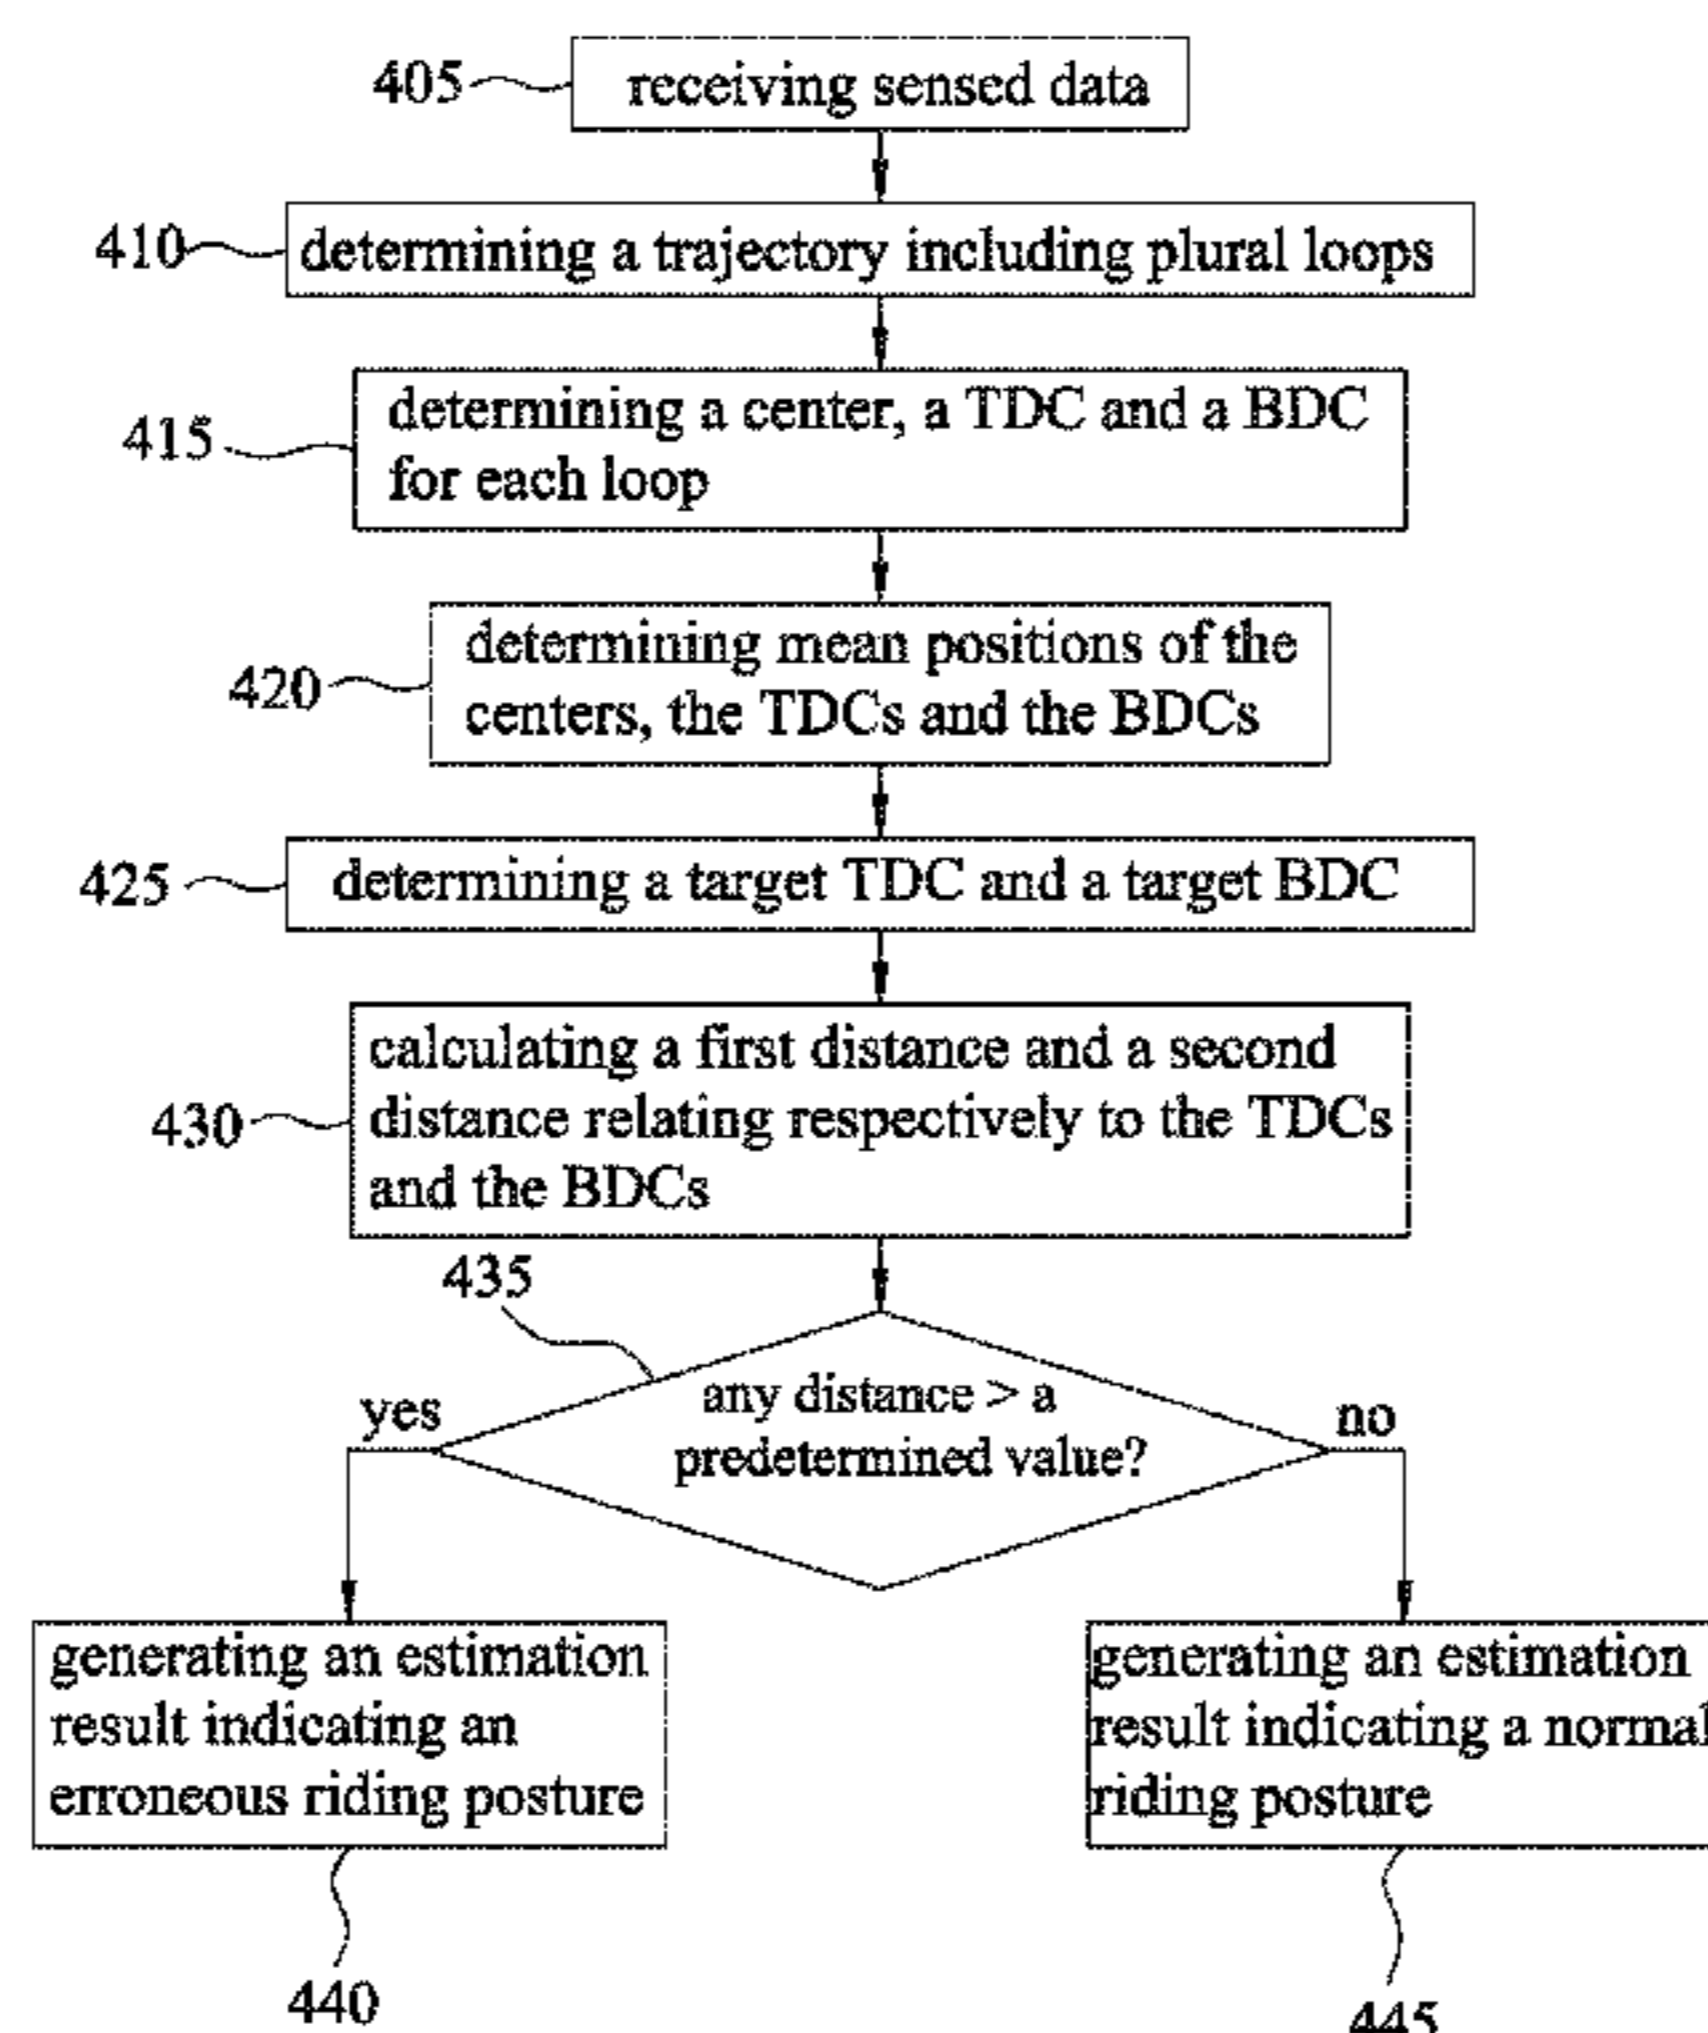 405
receiving sensed data
410
determining a trajectory including plural loops
415
determining a center, a TDC and a BDC
for each loop
420
determining mean positions of the
centers, the TDCs and the BDCs
425
determining a target TDC and a target BDC
430
calculating a first distance and a second
distance relating respectively to the TDCs
and the BDCs
435
any distance > a
predetermined value?
yes
no
generating an estimation
result indicating an
erroneous riding posture
440
generating an estimation
result indicating a normal
riding posture
445